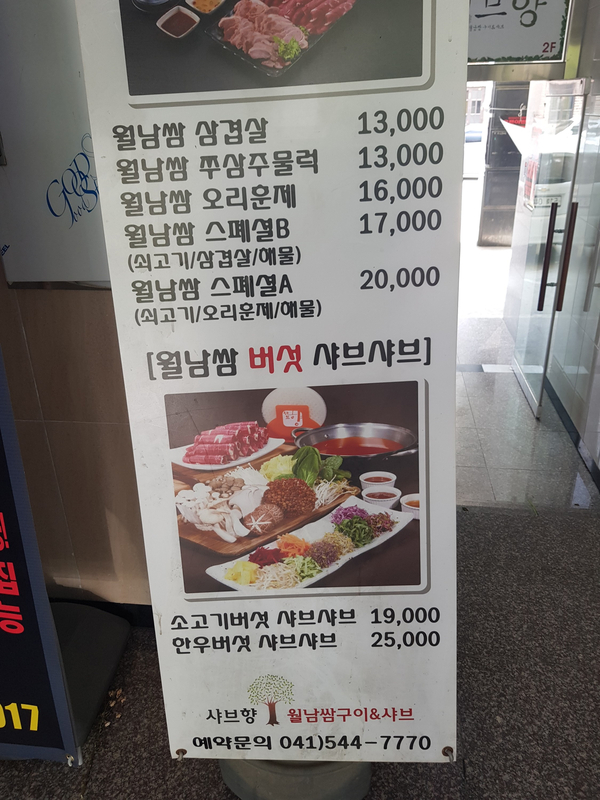 브향
2F
월남쌈 삼겹살 13,000
월남쌈 쭈삼주물럭 13,000
월남쌈 오리훈제 16,000
월남쌈 스페셜B 17,000
(쇠고기/삼겹살/해물)
월남쌈 스페셜A 20,000
(쇠고기/오리훈제/해물)
[월남쌈 버섯 샤브샤브]
소고기버섯 샤브샤브 19,000
한우버섯 샤브샤브 25,000
샤브향 월남쌈구이&샤브
예약문의 041)544-7770
017